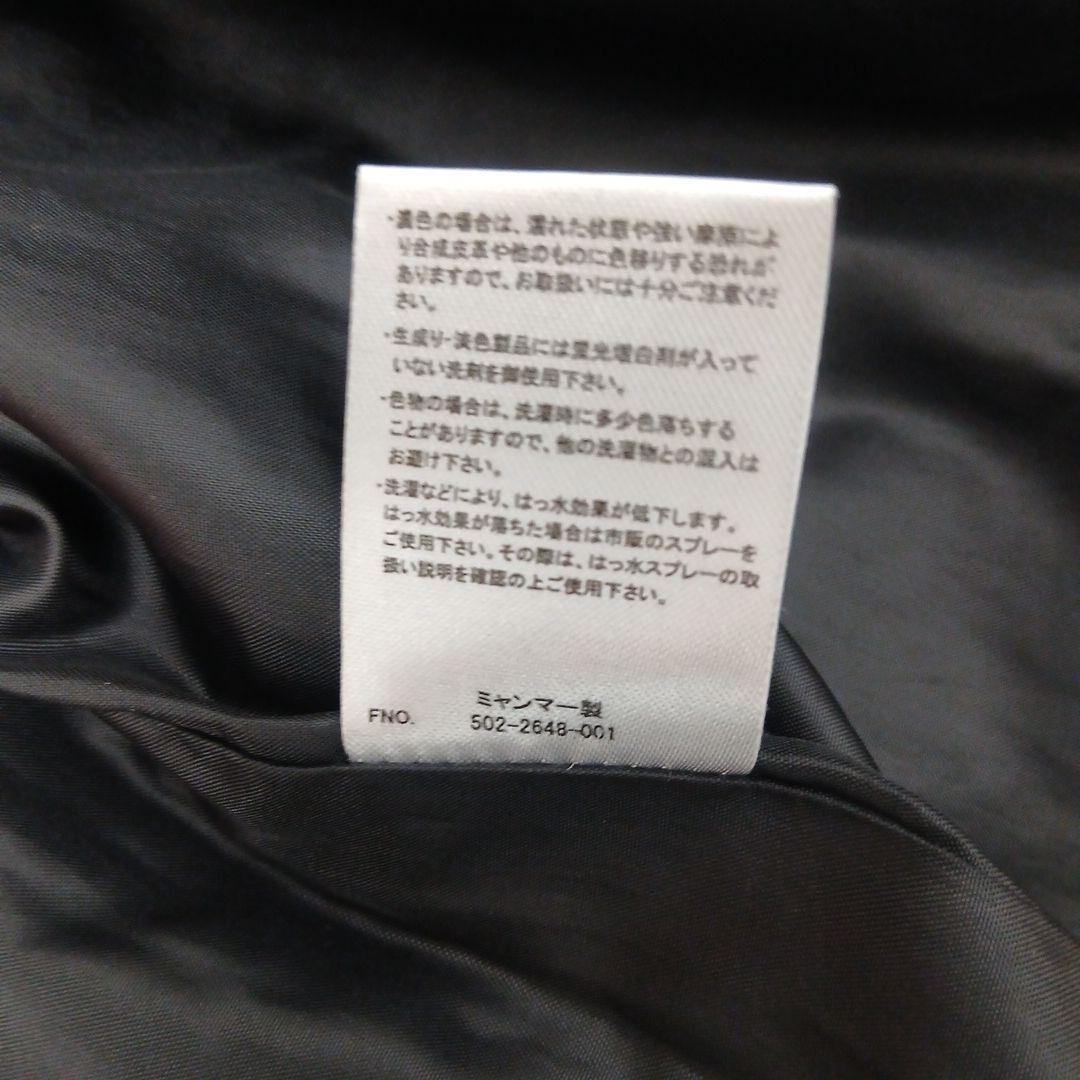 ・濃色の場合は、濡れた状態や強い摩擦によ
り合成皮革や他のものに色移りする恐れが
ありますので、お取扱いには十分ご注意くだ
さい。
・生成り・淡色製品には蛍光増白剤が入って
いない洗剤を御使用下さい。
・色物の場合は、洗濯時に多少色落ちする
ことがありますので、他の洗濯物との混入は
お避け下さい。
・洗濯などにより、はっ水効果が低下します。
はっ水効果が落ちた場合は市販のスプレーを
ご使用下さい。その際は、はっ水スプレーの取
扱い説明を確認の上ご使用下さい。
ミャンマー製
FNO. 502-2648-001